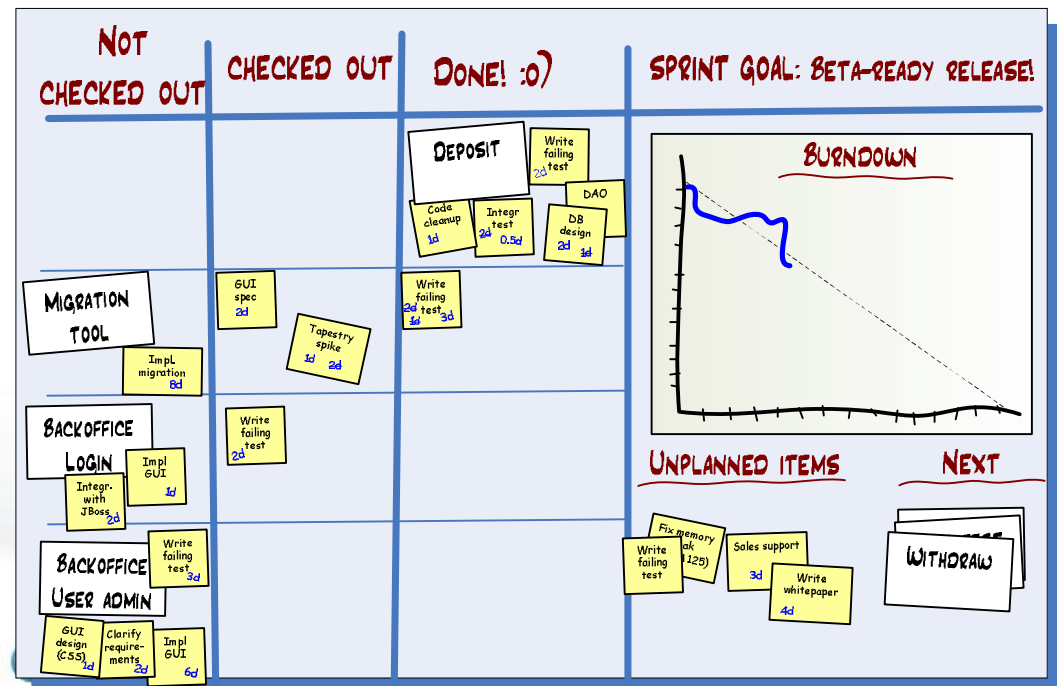 NOT
CHECKED OUT
CHECKED OUT
DONE! :o)
SPRINT GOAL: BETA-READY RELEASE!
DEPOSIT
Write
failing
test
2d
DAO
Code
cleanup
1d
Integr
test
2d 0.5d
DB
design
2d 1d
BURNDOWN
MIGRATION
TOOL
Impl.
migration
8d
GUI
spec
2d
Tapestry
spike
1d 2d
Write
failing
test
2d
1d 3d
BACKOFFICE
LOGIN
Integr.
with
JBoss
2d
Impl
GUI
1d
Write
failing
test
2d
BACKOFFICE
USER ADMIN
Write
failing
test
3d
GUI
design
(CSS)
1d
Clarify
require-
ments
2d
Impl
GUI
6d
UNPLANNED ITEMS
NEXT
Fix memory
ak
125)
Write
failing
test
Sales support
3d
Write
whitepaper
4d
WITHDRAW